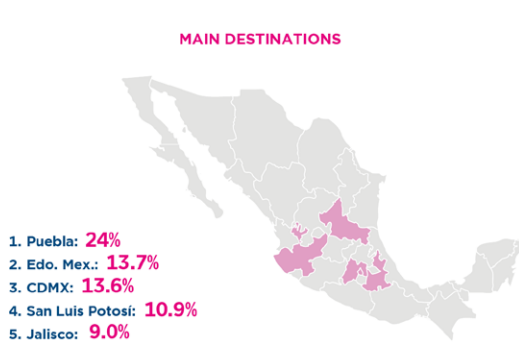 MAIN DESTINATIONS
1. Puebla: 24%
2. Edo. Mex.: 13.7%
3. CDMX: 13.6%
4. San Luis Potosí: 10.9%
5. Jalisco: 9.0%